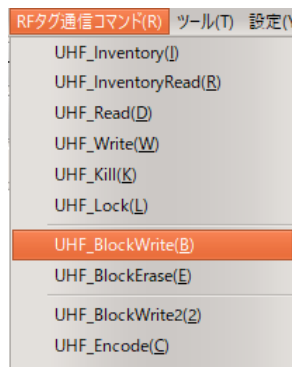 RFタグ通信コマンド(R) ツール(T) 設定(V
UHF_Inventory(I)
UHF_InventoryRead(R)
UHF_Read(D)
UHF_Write(W)
UHF_Kill(K)
UHF_Lock(L)
UHF_BlockWrite(B)
UHF_BlockErase(E)
UHF_BlockWrite2(2)
UHF_Encode(C)